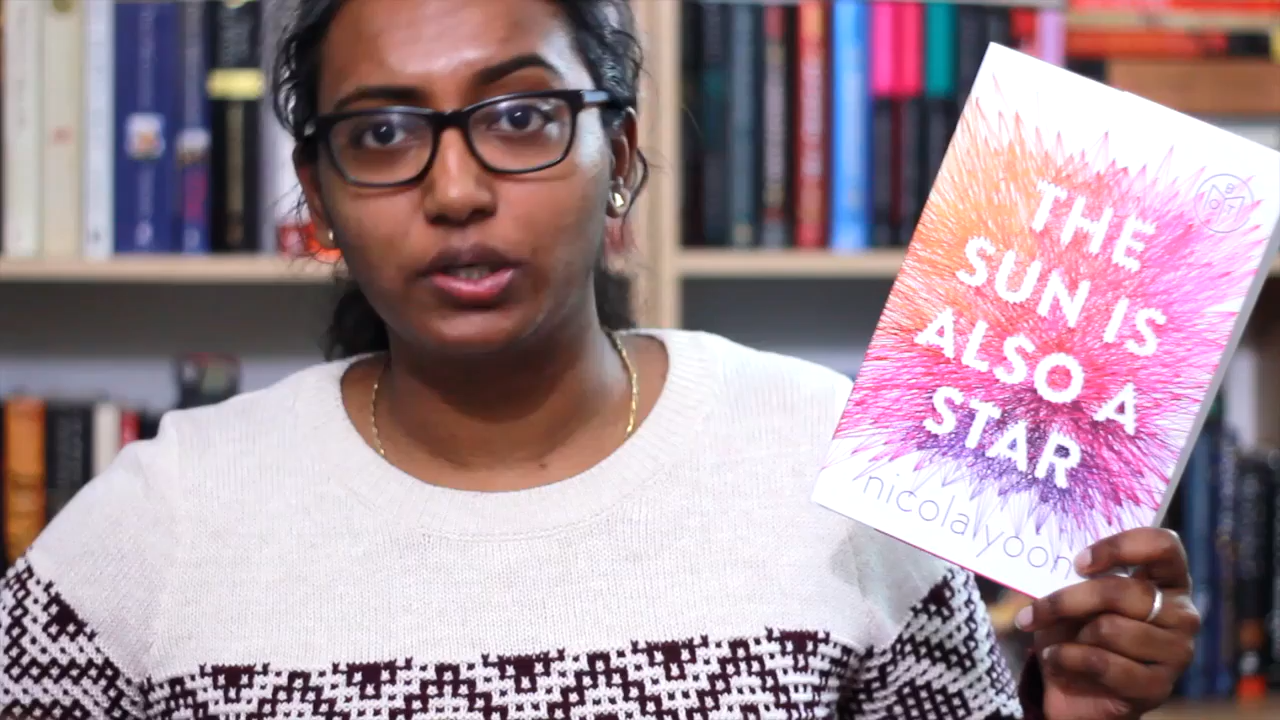 THE
SUN IS
ALSO A
STAR
nicola yoon